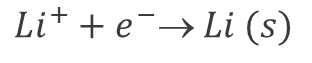 Li⁺ + e⁻ → Li (s)